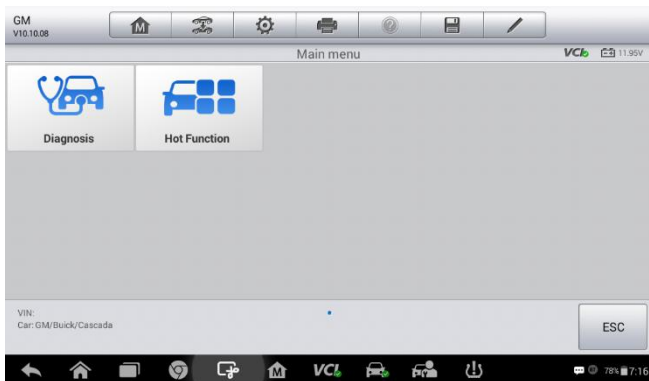 GM
V10.10.08
M
Main menu
VCI
11.95V
Diagnosis
Hot Function
VIN:
Car: GM/Buick/Cascada
ESC
M
VCI
78%
7:16